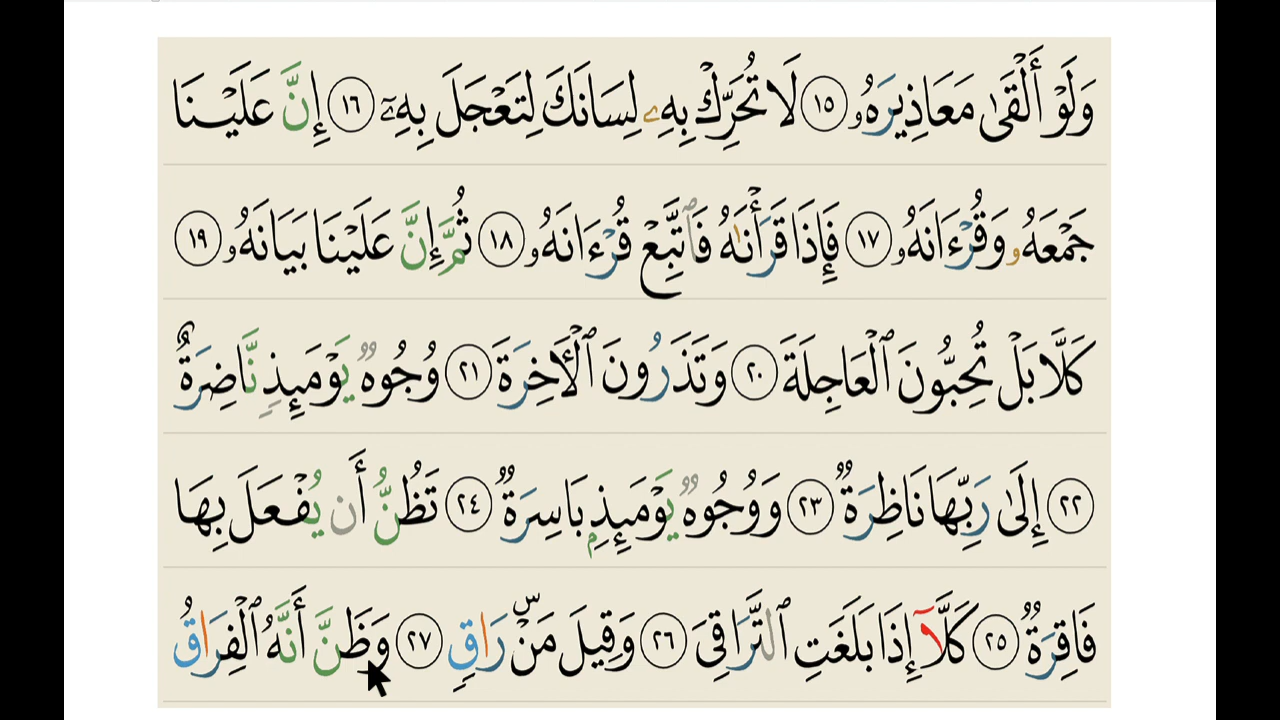 وَلَوْ أَلْقَىٰ مَعَاذِيرَهُۥ ١٥ لَا تُحَرِّكْ بِهِۦ لِسَانَكَ لِتَعْجَلَ بِهِۦٓ ١٦ إِنَّ عَلَيْنَا
جَمْعَهُۥ وَقُرْءَانَهُۥ ١٧ فَإِذَا قَرَأْنَٰهُ فَٱتَّبِعْ قُرْءَانَهُۥ ١٨ ثُمَّ إِنَّ عَلَيْنَا بَيَانَهُۥ ١٩
كَلَّا بَلْ تُحِبُّونَ ٱلْعَاجِلَةَ ٢٠ وَتَذَرُونَ ٱلْأَخِرَةَ ٢١ وُجُوهٌ يَوْمَئِذٍ نَّاضِرَةٌ
٢٢ إِلَىٰ رَبِّهَا نَاظِرَةٌ ٢٣ وَوُجُوهٌ يَوْمَئِذٍۭ بَاسِرَةٌ ٢٤ تَظُنُّ أَن يُفْعَلَ بِهَا
فَاقِرَةٌ ٢٥ كَلَّآ إِذَا بَلَغَتِ ٱلتَّرَاقِىَ ٢٦ وَقِيلَ مَنْۜ رَاقٍ ٢٧ وَظَنَّ أَنَّهُ ٱلْفِرَاقُ